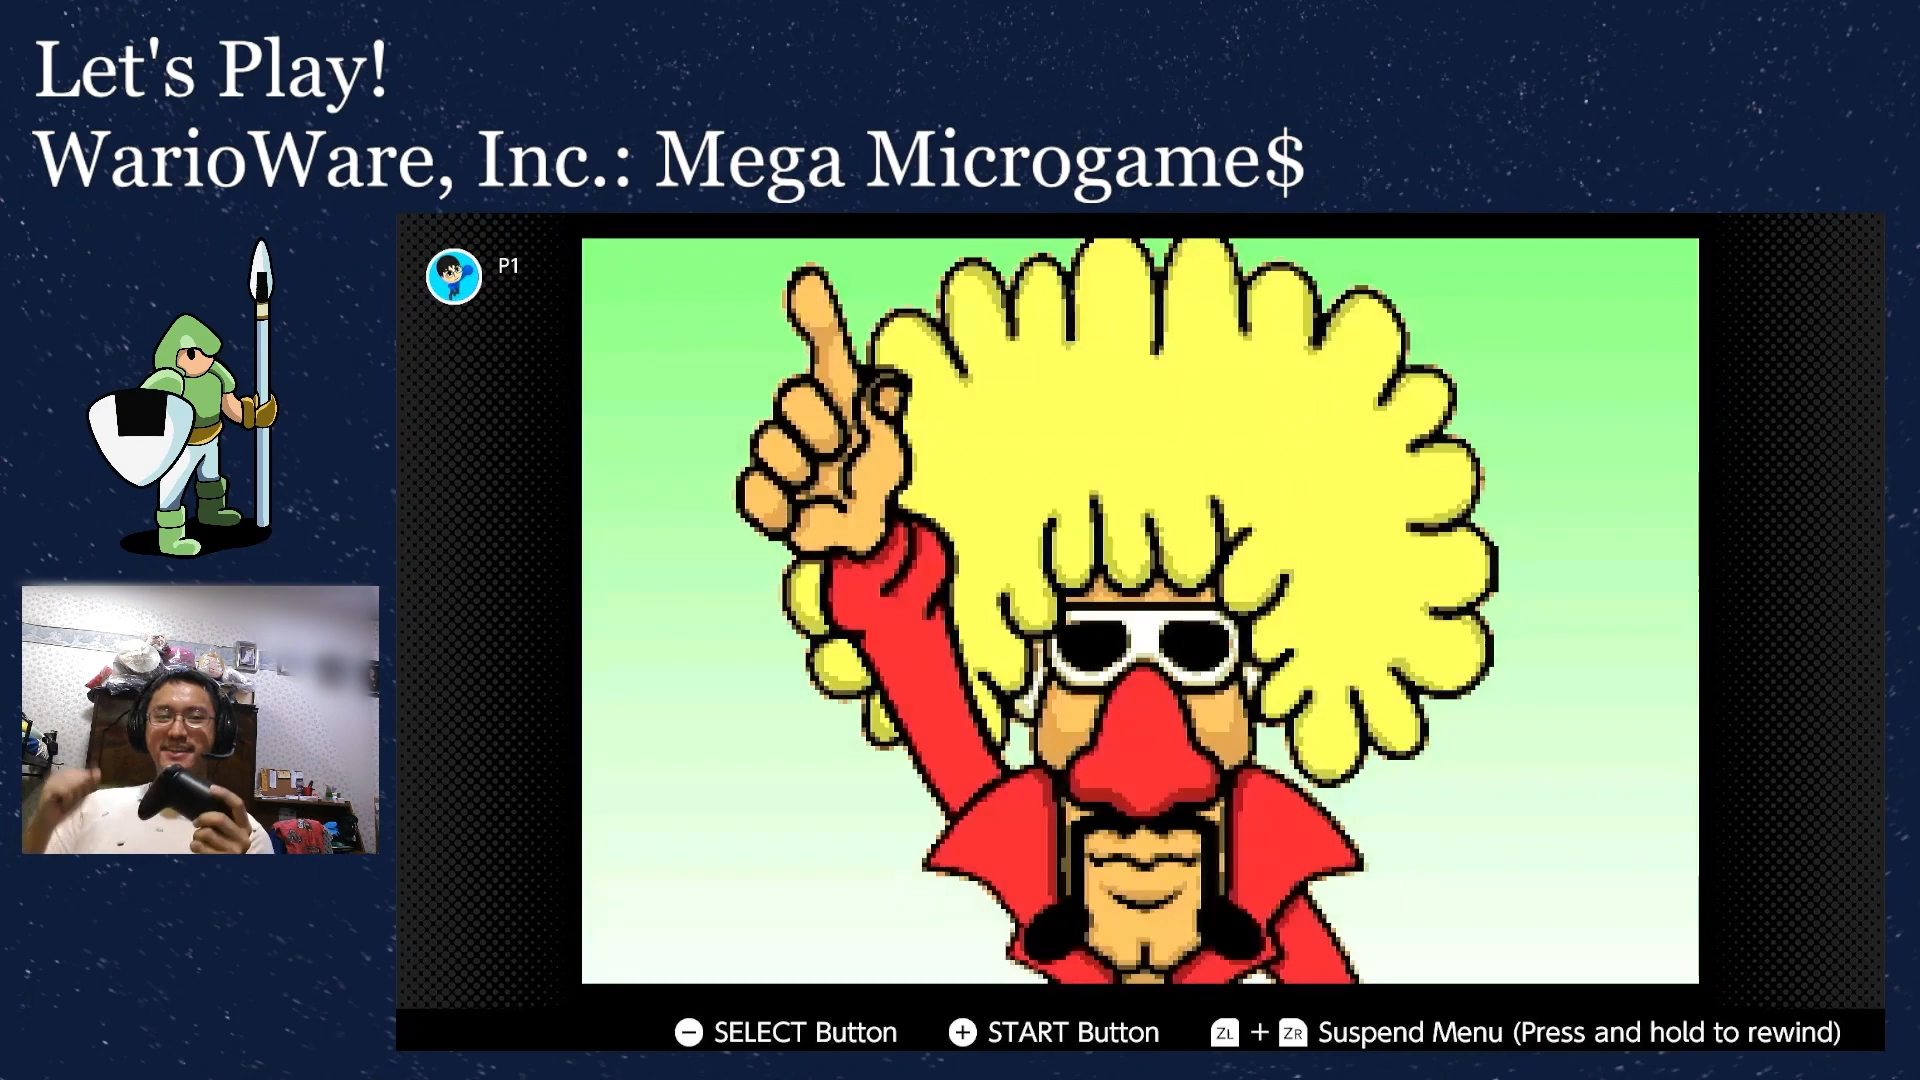 Let's Play!
WarioWare, Inc.: Mega Microgame$
P1
SELECT Button
START Button
ZL + ZR Suspend Menu (Press and hold to rewind)